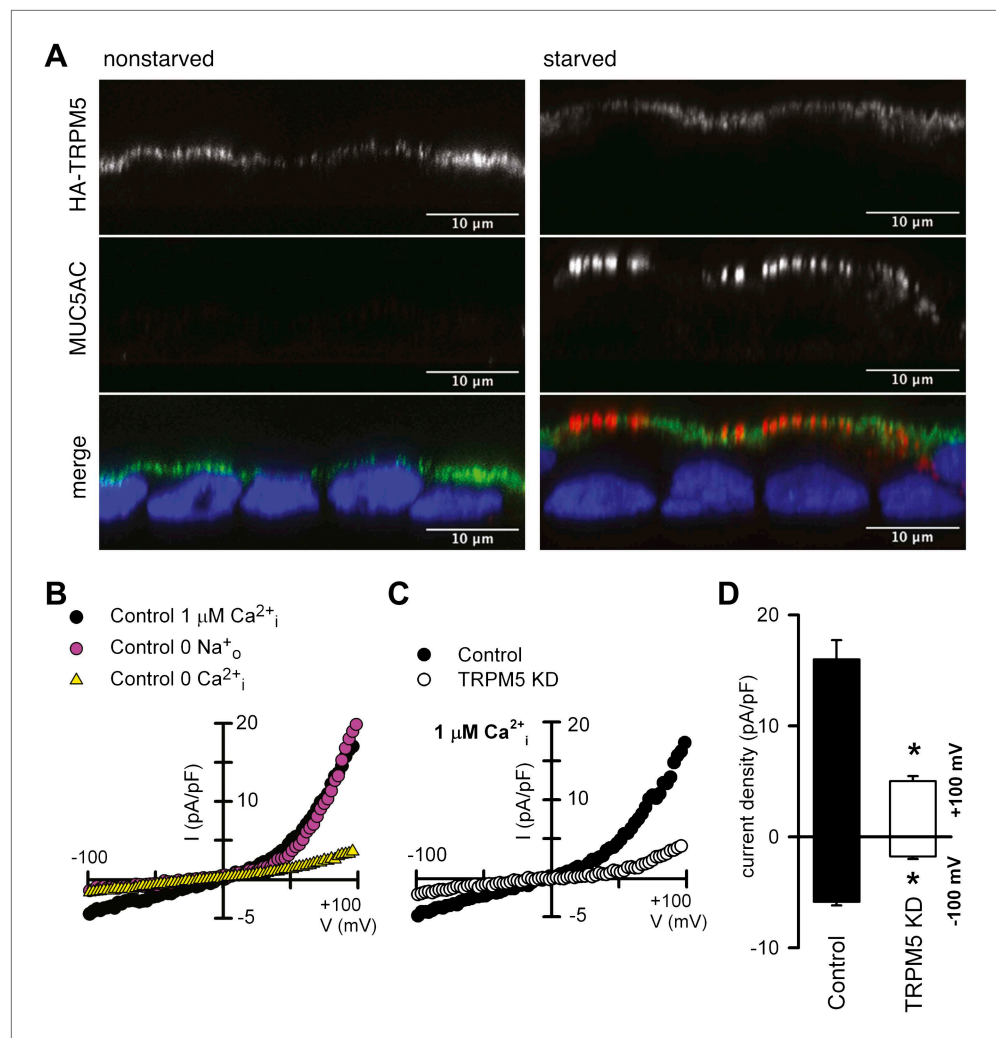 A
nonstarved
starved
HA-TRPM5
10 µm
10 µm
MUC5AC
10 µm
10 µm
merge
10 µm
10 µm
B
Control 1 µM Ca²⁺ᵢ
Control 0 Na⁺ₒ
Control 0 Ca²⁺ᵢ
20
10
I (pA/pF)
-100
-5
+100
V (mV)
C
Control
TRPM5 KD
1 µM Ca²⁺ᵢ
20
10
I (pA/pF)
-100
-5
+100
V (mV)
D
20
10
0
-10
current density (pA/pF)
*
*
+100 mV
-100 mV
Control
TRPM5 KD